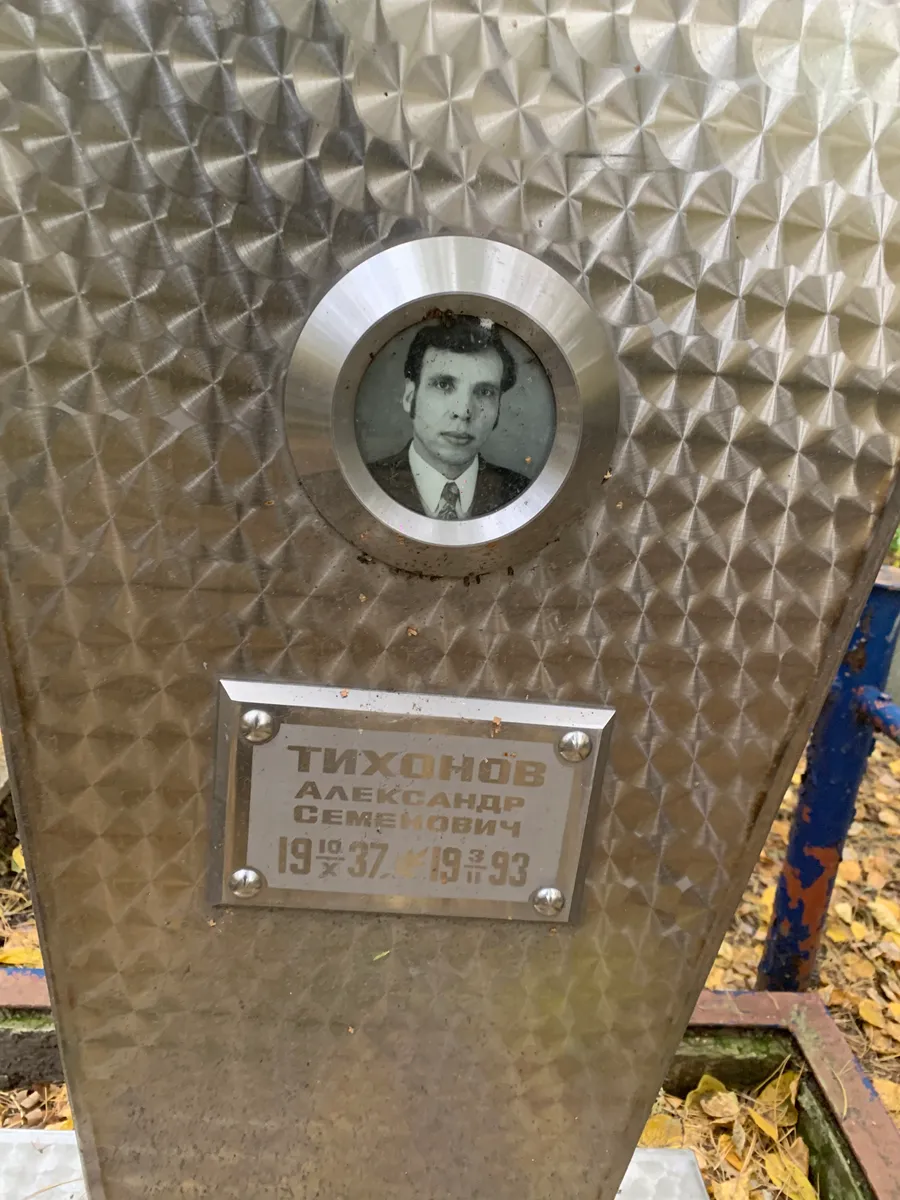 ТИХОНОВ
АЛЕКСАНДР
СЕМЕНОВИЧ
19 10/X 37 19 3/II 93